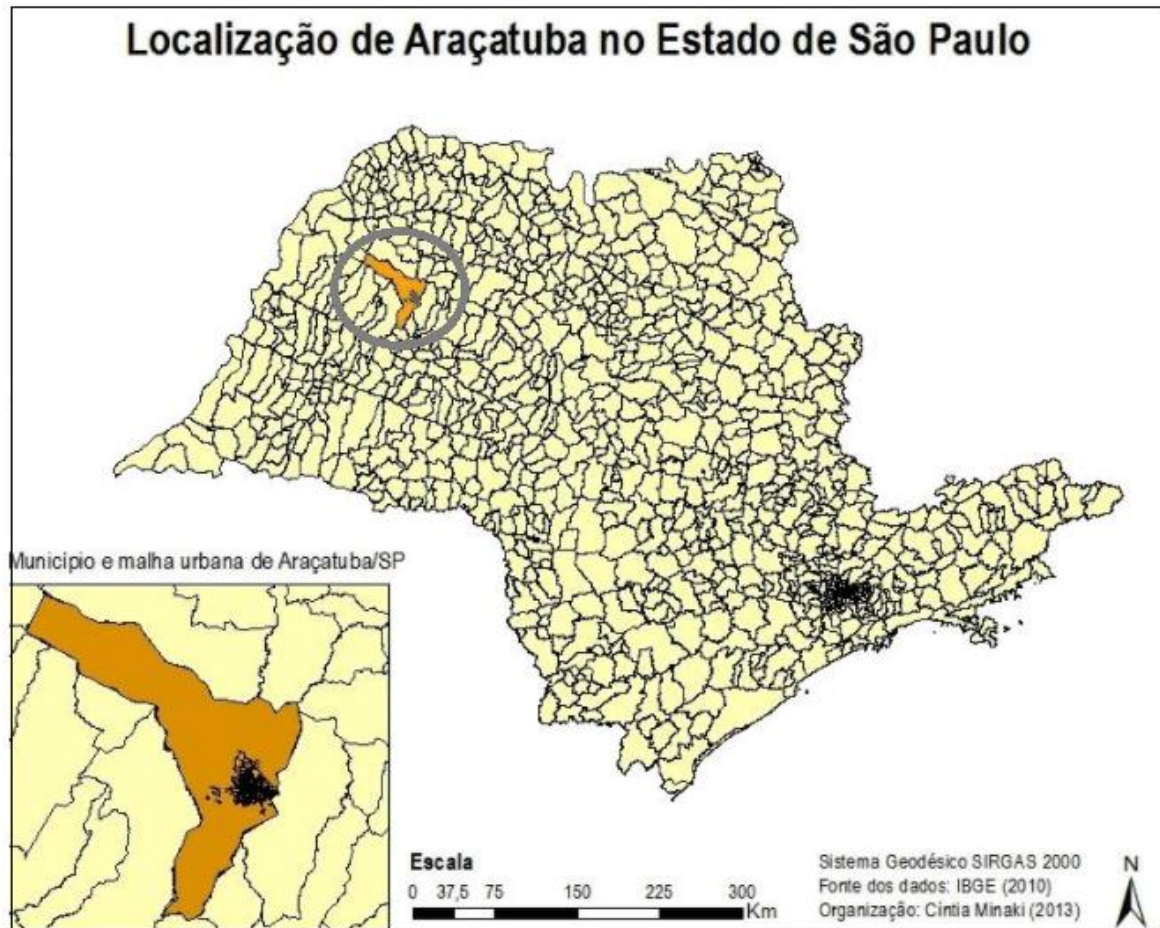 Localização de Araçatuba no Estado de São Paulo
Município e malha urbana de Araçatuba/SP
Escala
0 37,5 75 150 225 300
Km
Sistema Geodésico SIRGAS 2000
Fonte dos dados: IBGE (2010)
Organização: Cintia Minaki (2013)
N